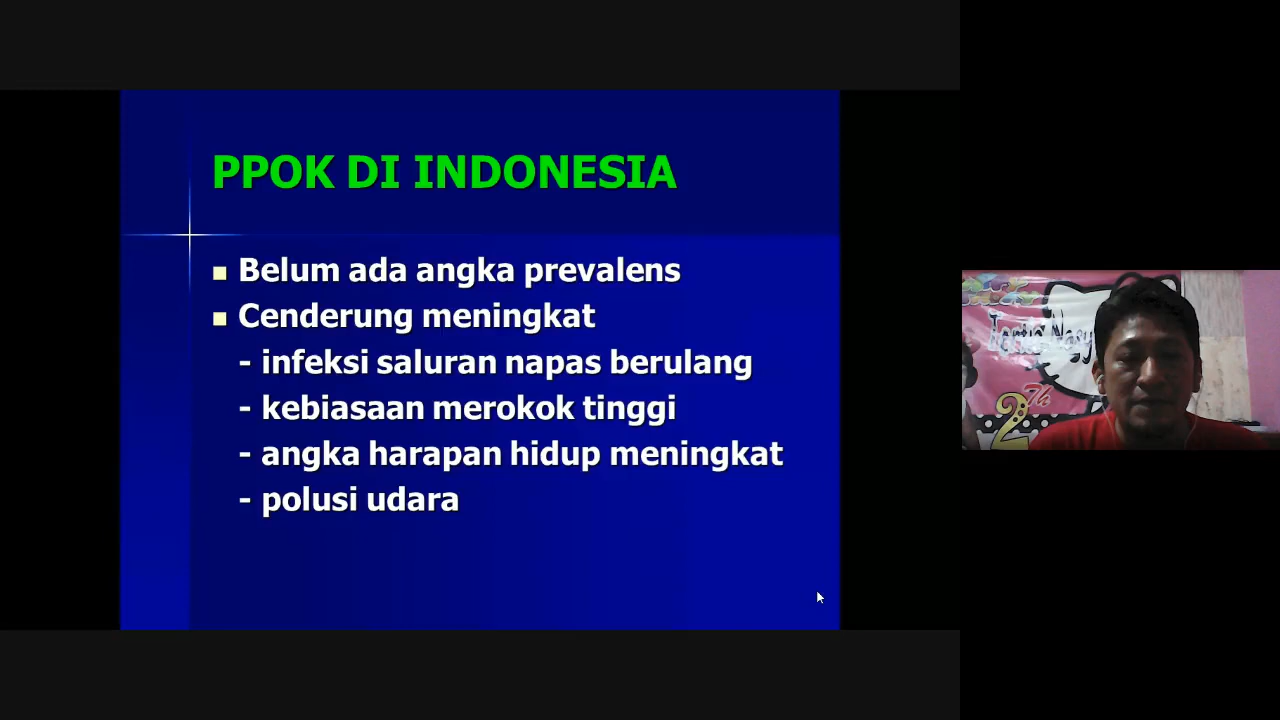 PPOK DI INDONESIA
Belum ada angka prevalens
Cenderung meningkat
- infeksi saluran napas berulang
- kebiasaan merokok tinggi
- angka harapan hidup meningkat
- polusi udara
2